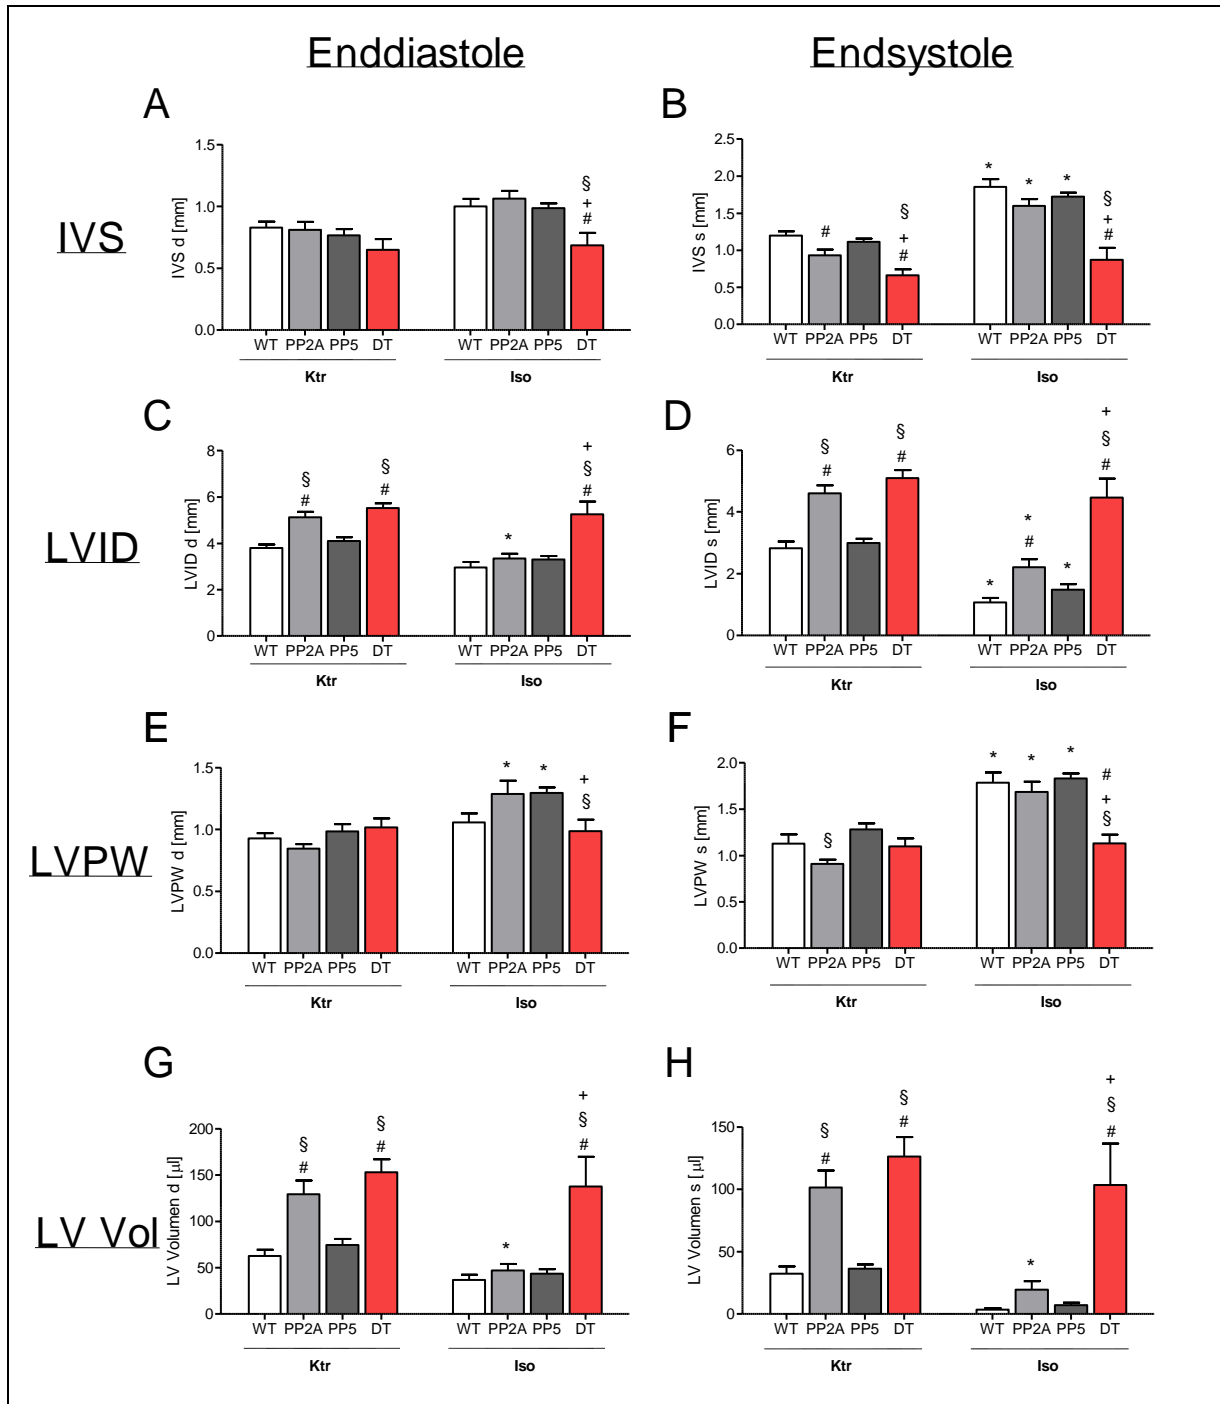 Enddiastole Endsystole
A
B
IVS
IVS d [mm]
1.5
1.0
0.5
0.0
§
+
#
WT PP2A PP5 DT WT PP2A PP5 DT
Ktr Iso
IVS s [mm]
2.5
2.0
1.5
1.0
0.5
0.0
# § + # * * * § + #
WT PP2A PP5 DT WT PP2A PP5 DT
Ktr Iso
C
D
LVID
LVID d [mm]
8
6
4
2
0
§ # § # * + § #
WT PP2A PP5 DT WT PP2A PP5 DT
Ktr Iso
LVID s [mm]
6
4
2
0
§ # § # * * # * + § #
WT PP2A PP5 DT WT PP2A PP5 DT
Ktr Iso
E
F
LVPW
LVPW d [mm]
1.5
1.0
0.5
0.0
* * + §
WT PP2A PP5 DT WT PP2A PP5 DT
Ktr Iso
LVPW s [mm]
2.0
1.5
1.0
0.5
0.0
§ * * * # + §
WT PP2A PP5 DT WT PP2A PP5 DT
Ktr Iso
G
H
LV Vol
LV Volumen d [µl]
200
150
100
50
0
§ # § # * + § #
WT PP2A PP5 DT WT PP2A PP5 DT
Ktr Iso
LV Volumen s [µl]
150
100
50
0
§ # § # * + § #
WT PP2A PP5 DT WT PP2A PP5 DT
Ktr Iso